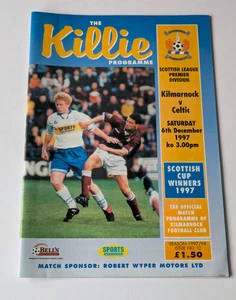 THE
Killie
PROGRAMME
SCOTTISH LEAGUE
PREMIER
DIVISION
Kilmarnock
v
Celtic
SATURDAY
6th December
1997
ko 3.00pm
SCOTTISH
CUP
WINNERS
1997
THE OFFICIAL
MATCH
PROGRAMME OF
KILMARNOCK
FOOTBALL CLUB
SEASON 1997/98
£1.50
BELL'S
SPORTS
MATCH SPONSOR: ROBERT WYPER MOTORS LTD